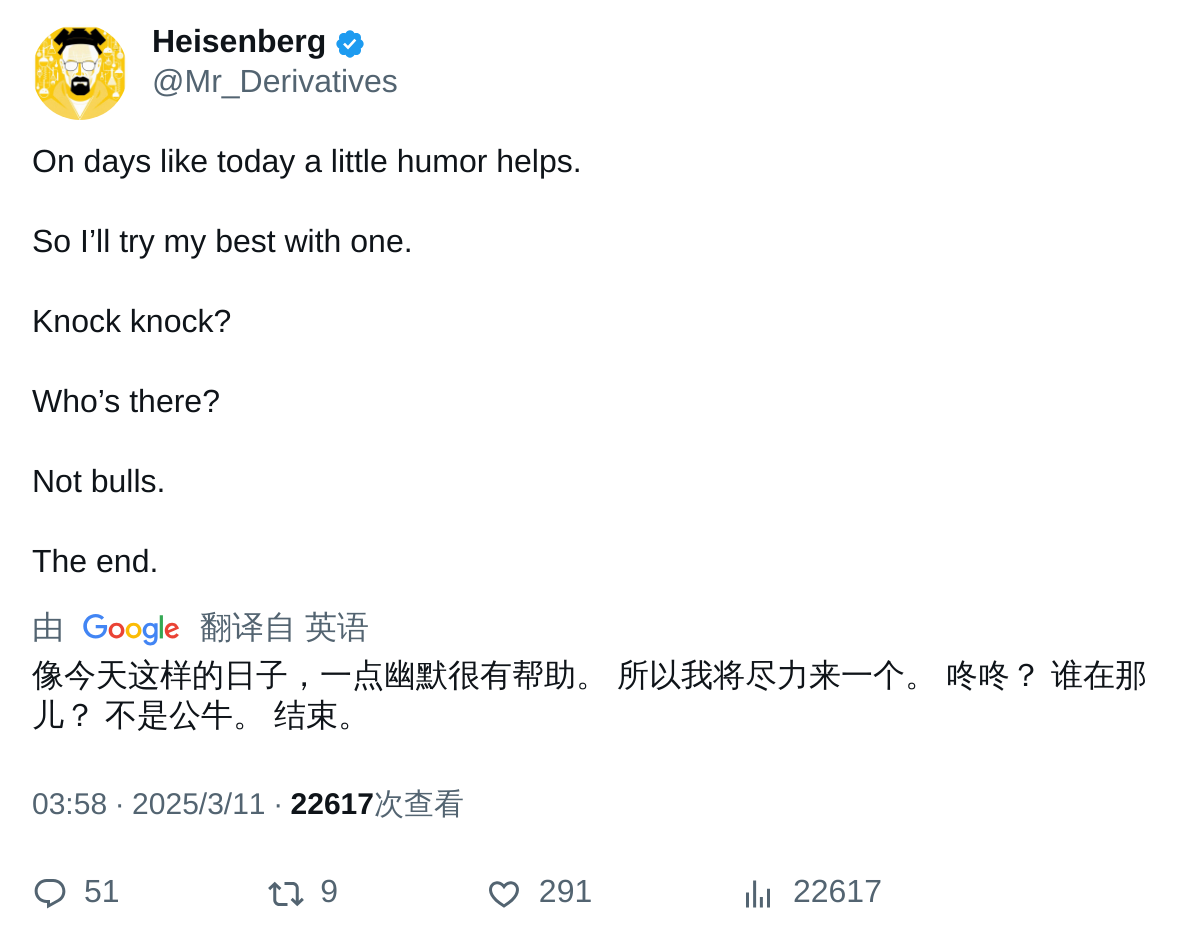 Heisenberg
@Mr_Derivatives
On days like today a little humor helps.
So I’ll try my best with one.
Knock knock?
Who’s there?
Not bulls.
The end.
由 Google 翻译自 英语
像今天这样的日子，一点幽默很有帮助。 所以我将尽力来一个。 咚咚？ 谁在那
儿？ 不是公牛。 结束。
03:58 · 2025/3/11 · 22617次查看
51 9 291 22617